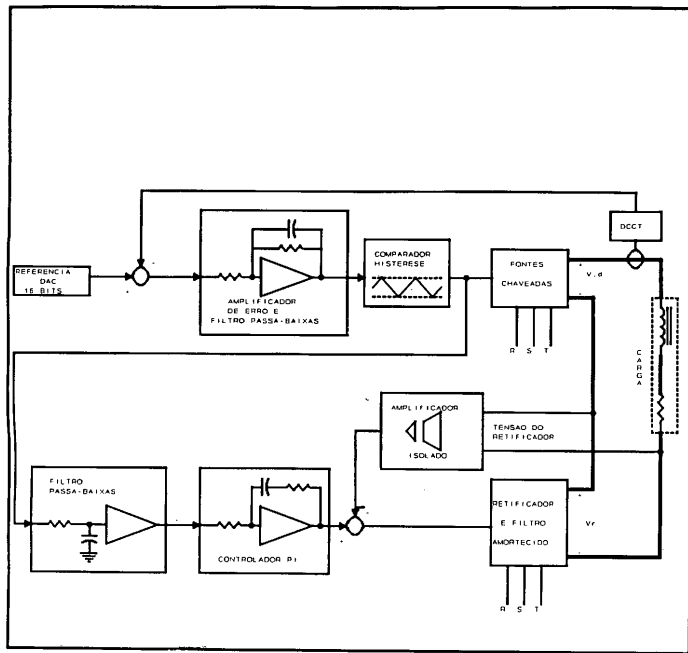 DCCT
REFERENCIA
DAC
16 BITS
AMPLIFICADOR
DE ERRO E
FILTRO PASSA-BAIXAS
COMPARADOR
HISTERESE
FONTES
CHAVEADAS
V.d
R S T
CARGA
AMPLIFICADOR
ISOLADO
TENSAO DO
RETIFICADOR
FILTRO
PASSA-BAIXAS
CONTROLADOR PI
RETIFICADOR
E FILTRO
AMORTECIDO
Vr
R S T